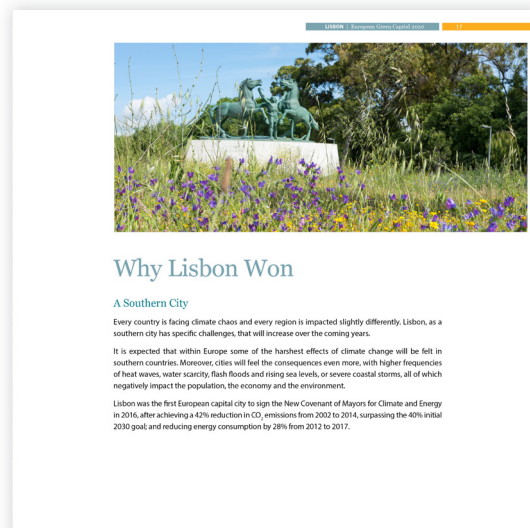 LISBON | European Green Capital 2020 17
Why Lisbon Won
A Southern City
Every country is facing climate chaos and every region is impacted slightly differently. Lisbon, as a
southern city has specific challenges, that will increase over the coming years.
It is expected that within Europe some of the harshest effects of climate change will be felt in
southern countries. Moreover, cities will feel the consequences even more, with higher frequencies
of heat waves, water scarcity, flash floods and rising sea levels, or severe coastal storms, all of which
negatively impact the population, the economy and the environment.
Lisbon was the first European capital city to sign the New Covenant of Mayors for Climate and Energy
in 2016, after achieving a 42% reduction in CO₂ emissions from 2002 to 2014, surpassing the 40% initial
2030 goal; and reducing energy consumption by 28% from 2012 to 2017.